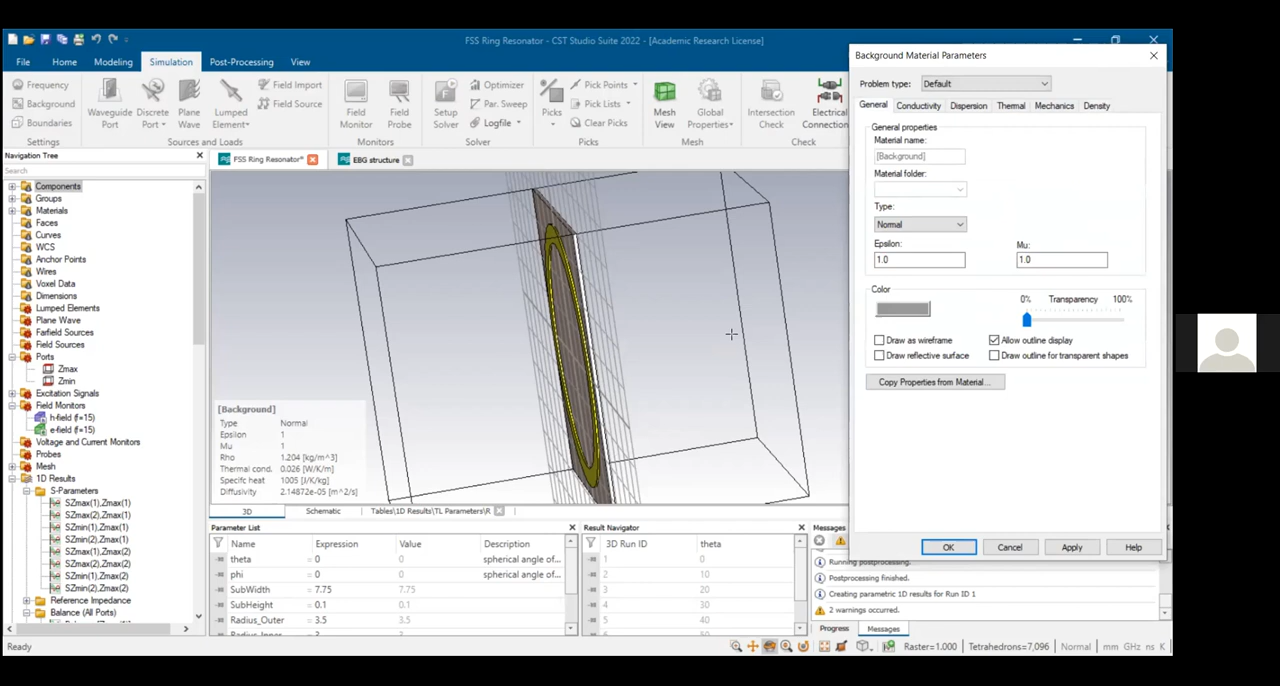 FSS Ring Resonator - CST Studio Suite 2022 - [Academic Research License]
File Home Modeling Simulation Post-Processing View
Frequency
Background
Boundaries
Settings
Waveguide Port
Discrete Port
Plane Wave
Lumped Element
Field Import
Field Source
Sources and Loads
Field Monitor
Field Probe
Monitors
Setup Solver
Optimizer
Par. Sweep
Logfile
Solver
Picks
Pick Points
Pick Lists
Clear Picks
Picks
Mesh View
Global Properties
Mesh
Intersection Check
Electrical Connection
Check
Navigation Tree
Search
Components
Groups
Materials
Faces
Curves
WCS
Anchor Points
Wires
Voxel Data
Dimensions
Lumped Elements
Plane Wave
Farfield Sources
Field Sources
Ports
Zmax
Zmin
Excitation Signals
Field Monitors
h-field (f=15)
e-field (f=15)
Voltage and Current Monitors
Probes
Mesh
1D Results
S-Parameters
SZmax(1),Zmax(1)
SZmax(2),Zmax(1)
SZmin(1),Zmax(1)
SZmin(2),Zmax(1)
SZmax(1),Zmax(2)
SZmax(2),Zmax(2)
SZmin(1),Zmax(2)
SZmin(2),Zmax(2)
Reference Impedance
Balance (All Ports)
FSS Ring Resonator*
EBG structure
[Background]
Type Normal
Epsilon 1
Mu 1
Rho 1.204 [kg/m^3]
Thermal cond. 0.026 [W/K/m]
Specifc heat 1005 [J/K/kg]
Diffusivity 2.14872e-05 [m^2/s]
3D Schematic Tables\1D Results\TL Parameters\R
Parameter List
Name Expression Value Description
theta = 0 0 spherical angle of...
phi = 0 0 spherical angle of...
SubWidth = 7.75 7.75
SubHeight = 0.1 0.1
Radius_Outer = 3.5 3.5
Result Navigator
3D Run ID theta
1 0
2 10
3 20
4 30
5 40
Messages
Running postprocessing.
Postprocessing finished.
Creating parametric 1D results for Run ID 1
2 warnings occurred.
Progress Messages
Background Material Parameters
Problem type: Default
General Conductivity Dispersion Thermal Mechanics Density
General properties
Material name:
[Background]
Material folder:
Type:
Normal
Epsilon: Mu:
1.0 1.0
Color
0% Transparency 100%
Draw as wireframe Allow outline display
Draw reflective surface Draw outline for transparent shapes
Copy Properties from Material...
OK Cancel Apply Help
Ready
Raster=1.000 Tetrahedrons=7,096 Normal mm GHz ns K